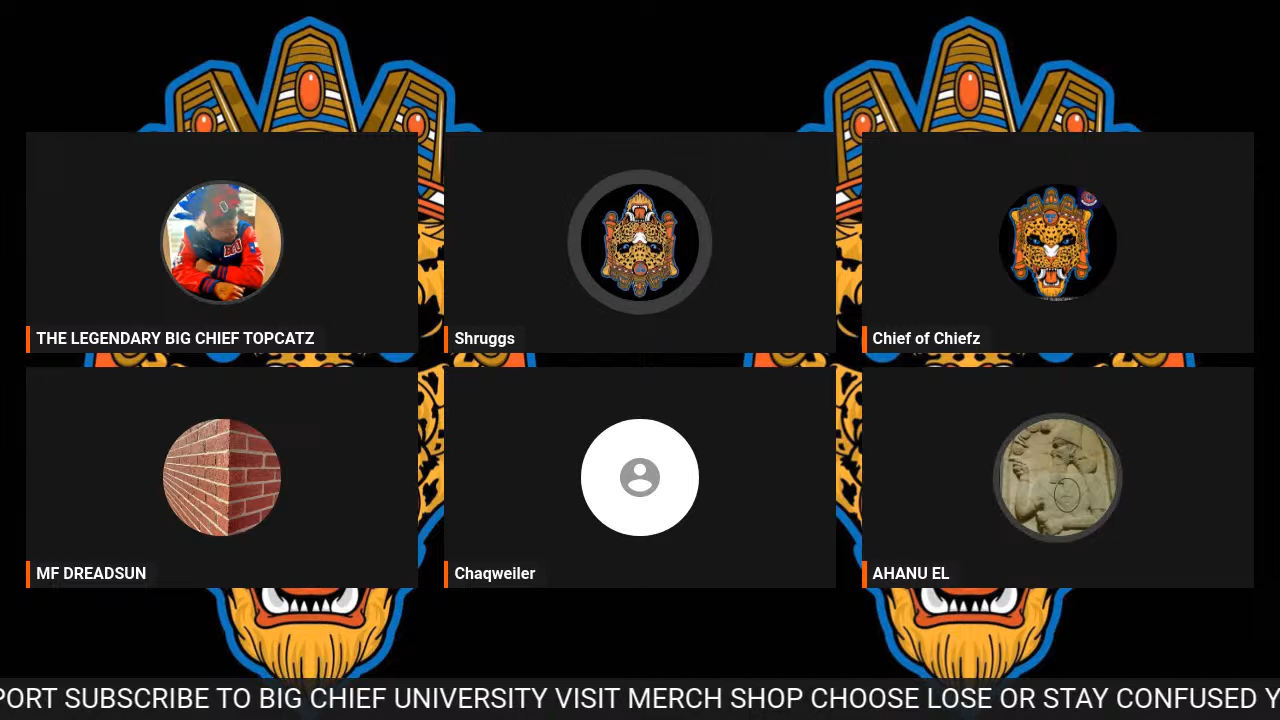 THE LEGENDARY BIG CHIEF TOPCATZ
Shruggs
Chief of Chiefz
MF DREADSUN
Chaqweiler
AHANU EL
PORT SUBSCRIBE TO BIG CHIEF UNIVERSITY VISIT MERCH SHOP CHOOSE LOSE OR STAY CONFUSED Y